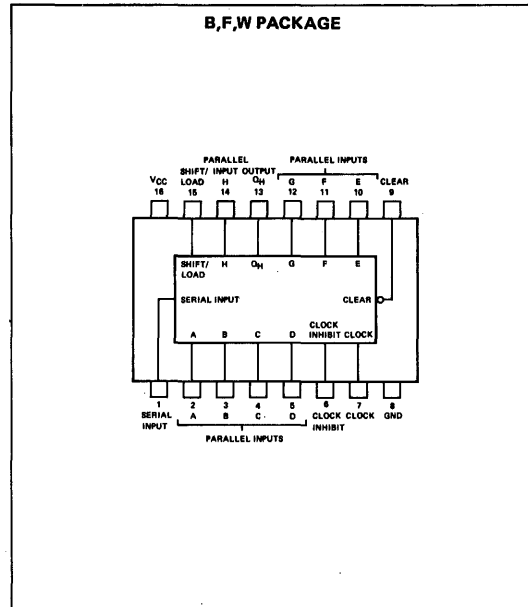 B,F,W PACKAGE
PARALLEL PARALLEL INPUTS
VCC SHIFT/ INPUT OUTPUT
LOAD H QH G F E CLEAR
16 15 14 13 12 11 10 9
SHIFT/ H QH G F E
LOAD
SERIAL INPUT CLEAR
CLOCK
A B C D INHIBIT CLOCK
1 2 3 4 5 6 7 8
SERIAL A B C D CLOCK CLOCK GND
INPUT INHIBIT
PARALLEL INPUTS